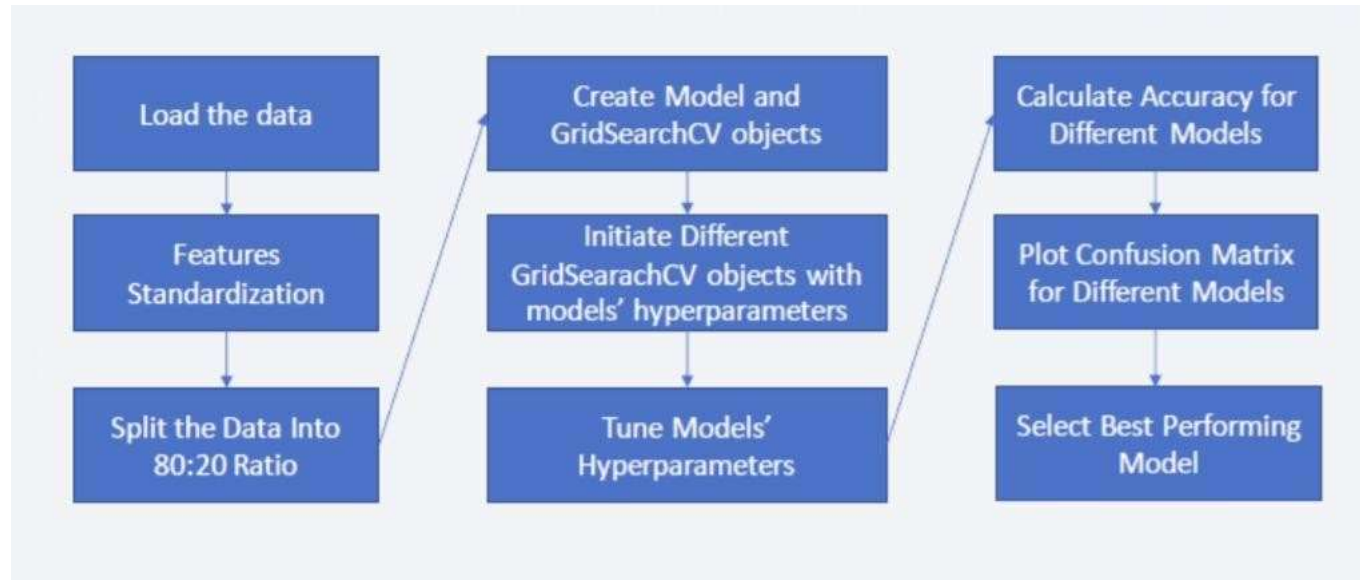 Load the data
Features
Standardization
Split the Data Into
80:20 Ratio
Create Model and
GridSearchCV objects
Initiate Different
GridSearachCV objects with
models' hyperparameters
Tune Models'
Hyperparameters
Calculate Accuracy for
Different Models
Plot Confusion Matrix
for Different Models
Select Best Performing
Model